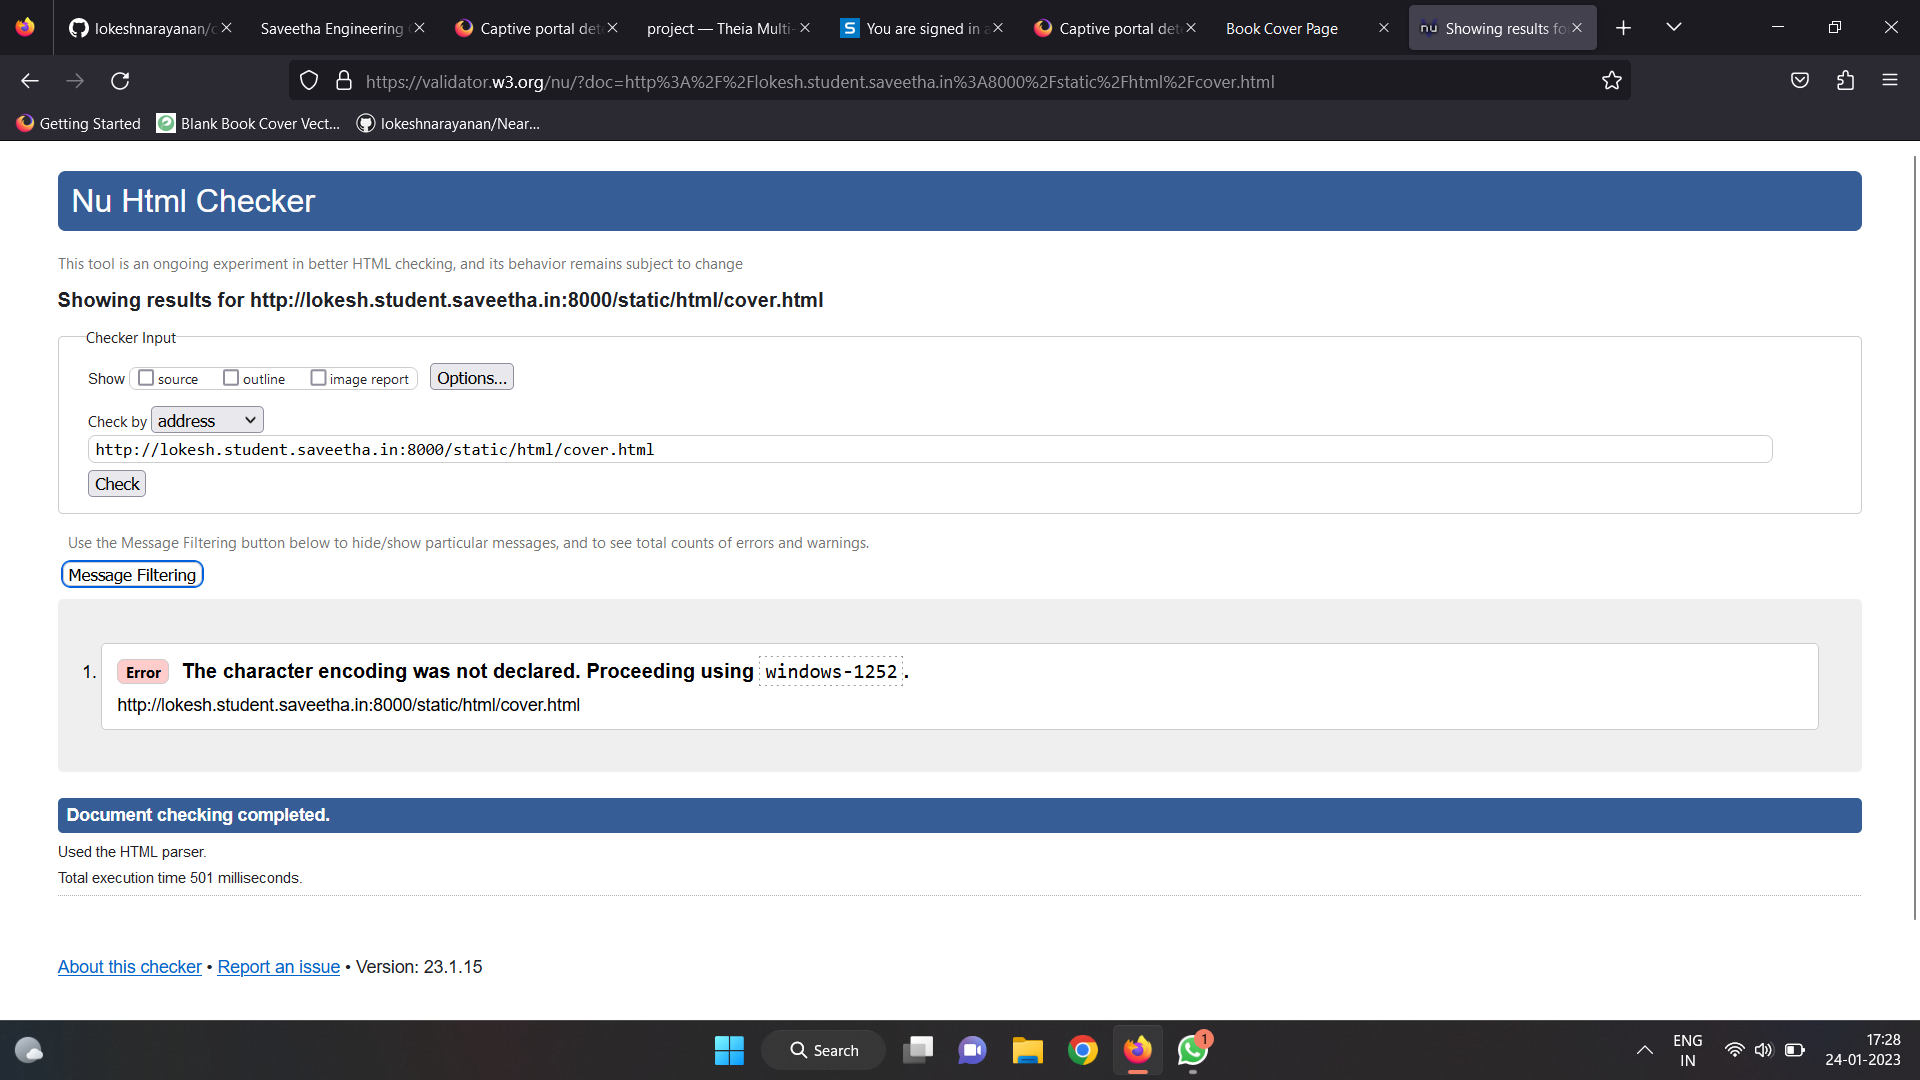 lokeshnarayanan/c
Saveetha Engineering
Captive portal dete
project — Theia Multi-
S You are signed in a
Captive portal dete
Book Cover Page
nu Showing results fo
https://validator.w3.org/nu/?doc=http%3A%2F%2Flokesh.student.saveetha.in%3A8000%2Fstatic%2Fhtml%2Fcover.html
Getting Started
Blank Book Cover Vect...
lokeshnarayanan/Near...
Nu Html Checker
This tool is an ongoing experiment in better HTML checking, and its behavior remains subject to change
Showing results for http://lokesh.student.saveetha.in:8000/static/html/cover.html
Checker Input
Show source outline image report Options...
Check by address
http://lokesh.student.saveetha.in:8000/static/html/cover.html
Check
Use the Message Filtering button below to hide/show particular messages, and to see total counts of errors and warnings.
Message Filtering
1. Error The character encoding was not declared. Proceeding using windows-1252.
http://lokesh.student.saveetha.in:8000/static/html/cover.html
Document checking completed.
Used the HTML parser.
Total execution time 501 milliseconds.
About this checker • Report an issue • Version: 23.1.15
Search
1
ENG
IN
17:28
24-01-2023